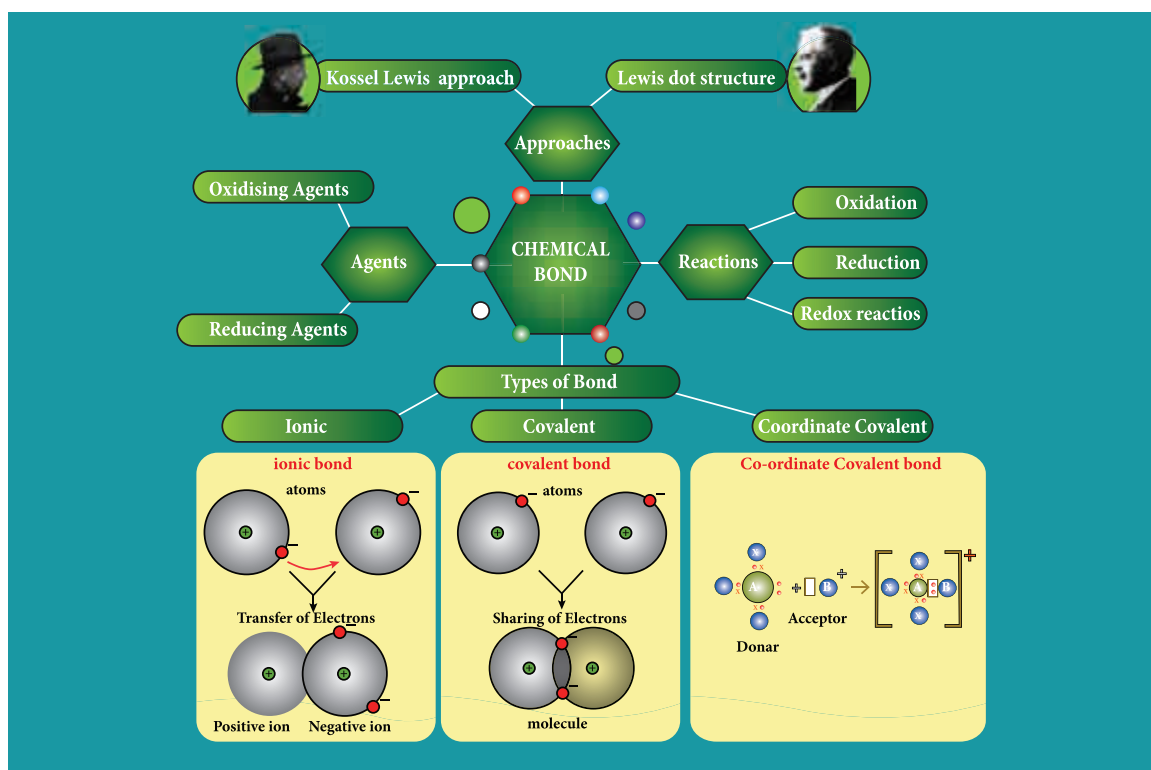 Kossel Lewis approach
Lewis dot structure
Approaches
Oxidising Agents
Oxidation
CHEMICAL
BOND
Agents
Reactions
Reduction
Reducing Agents
Redox reactios
Types of Bond
Ionic
Covalent
Coordinate Covalent
ionic bond
atoms
+
−
−
+
Transfer of Electrons
−
+
+
−
Positive ion
Negative ion
covalent bond
atoms
−
−
+
+
Sharing of Electrons
−
+
+
−
molecule
Co-ordinate Covalent bond
X
x
x
A
x
x
+
B
+
Acceptor
Donar
X
x
X
x
A
B
x
X
+